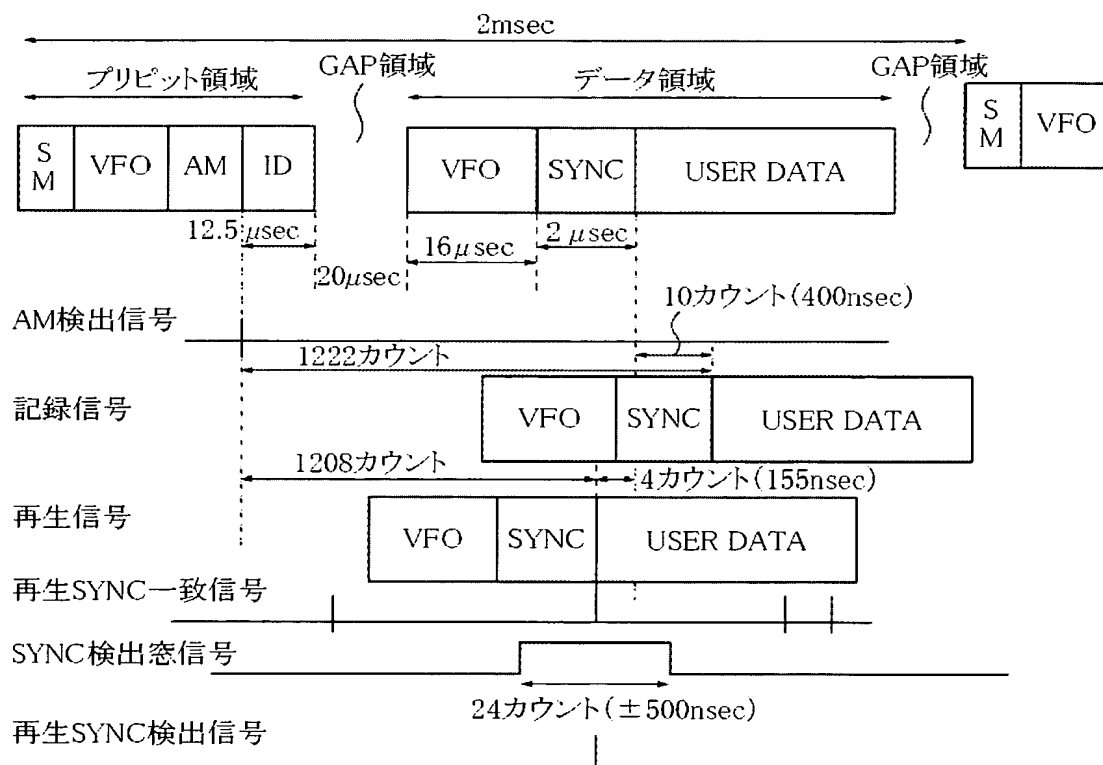 2msec
プリピット領域
GAP領域
データ領域
GAP領域
SM
VFO
AM
ID
VFO
SYNC
USER DATA
SM
VFO
12.5μsec
20μsec
16μsec
2μsec
10カウント(400nsec)
AM検出信号
1222カウント
記録信号
VFO
SYNC
USER DATA
1208カウント
4カウント(155nsec)
再生信号
VFO
SYNC
USER DATA
再生SYNC一致信号
SYNC検出窓信号
24カウント(±500nsec)
再生SYNC検出信号